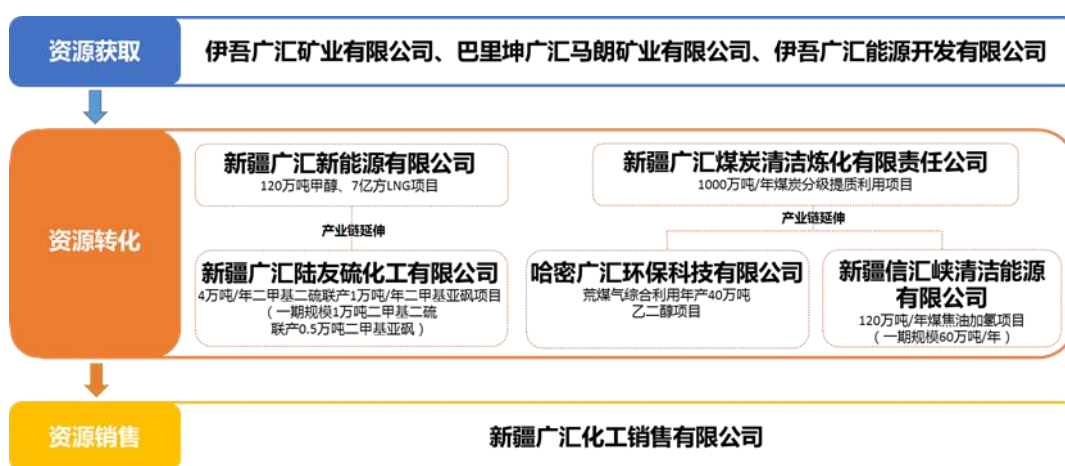 资源获取
伊吾广汇矿业有限公司、巴里坤广汇马朗矿业有限公司、伊吾广汇能源开发有限公司
资源转化
新疆广汇新能源有限公司
120万吨甲醇、7亿方LNG项目
新疆广汇煤炭清洁炼化有限责任公司
1000万吨/年煤炭分级提质利用项目
产业链延伸
产业链延伸
新疆广汇陆友硫化工有限公司
4万吨/年二甲基二硫联产1万吨/年二甲基亚砜项目
（一期规模1万吨二甲基二硫
联产0.5万吨二甲基亚砜）
哈密广汇环保科技有限公司
荒煤气综合利用年产40万吨
乙二醇项目
新疆信汇峡清洁能源
有限公司
120万吨/年煤焦油加氢项目
（一期规模60万吨/年）
资源销售
新疆广汇化工销售有限公司